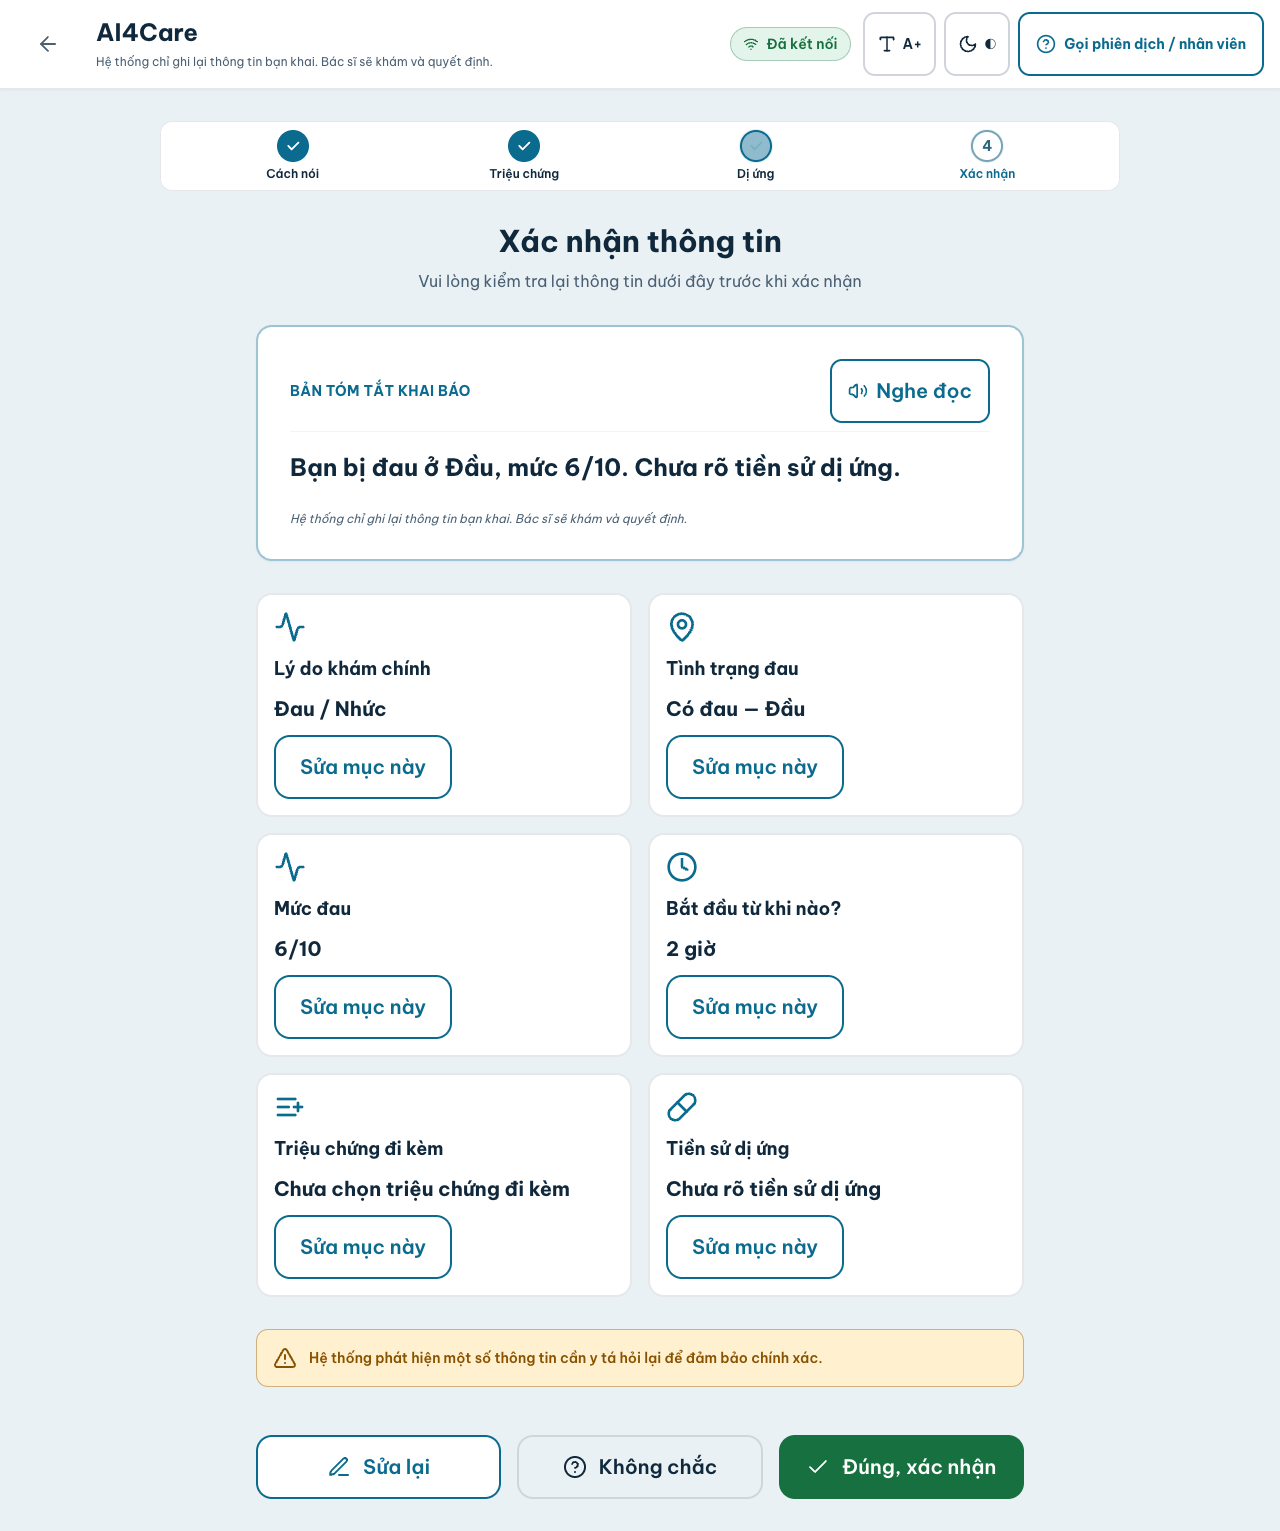 AI4Care
Hệ thống chỉ ghi lại thông tin bạn khai. Bác sĩ sẽ khám và quyết định.
Đã kết nối
A+
Gọi phiên dịch / nhân viên
Cách nói
Triệu chứng
Dị ứng
4
Xác nhận
Xác nhận thông tin
Vui lòng kiểm tra lại thông tin dưới đây trước khi xác nhận
BẢN TÓM TẮT KHAI BÁO
Nghe đọc
Bạn bị đau ở Đầu, mức 6/10. Chưa rõ tiền sử dị ứng.
Hệ thống chỉ ghi lại thông tin bạn khai. Bác sĩ sẽ khám và quyết định.
Lý do khám chính
Đau / Nhức
Sửa mục này
Tình trạng đau
Có đau — Đầu
Sửa mục này
Mức đau
6/10
Sửa mục này
Bắt đầu từ khi nào?
2 giờ
Sửa mục này
Triệu chứng đi kèm
Chưa chọn triệu chứng đi kèm
Sửa mục này
Tiền sử dị ứng
Chưa rõ tiền sử dị ứng
Sửa mục này
Hệ thống phát hiện một số thông tin cần y tá hỏi lại để đảm bảo chính xác.
Sửa lại
Không chắc
Đúng, xác nhận